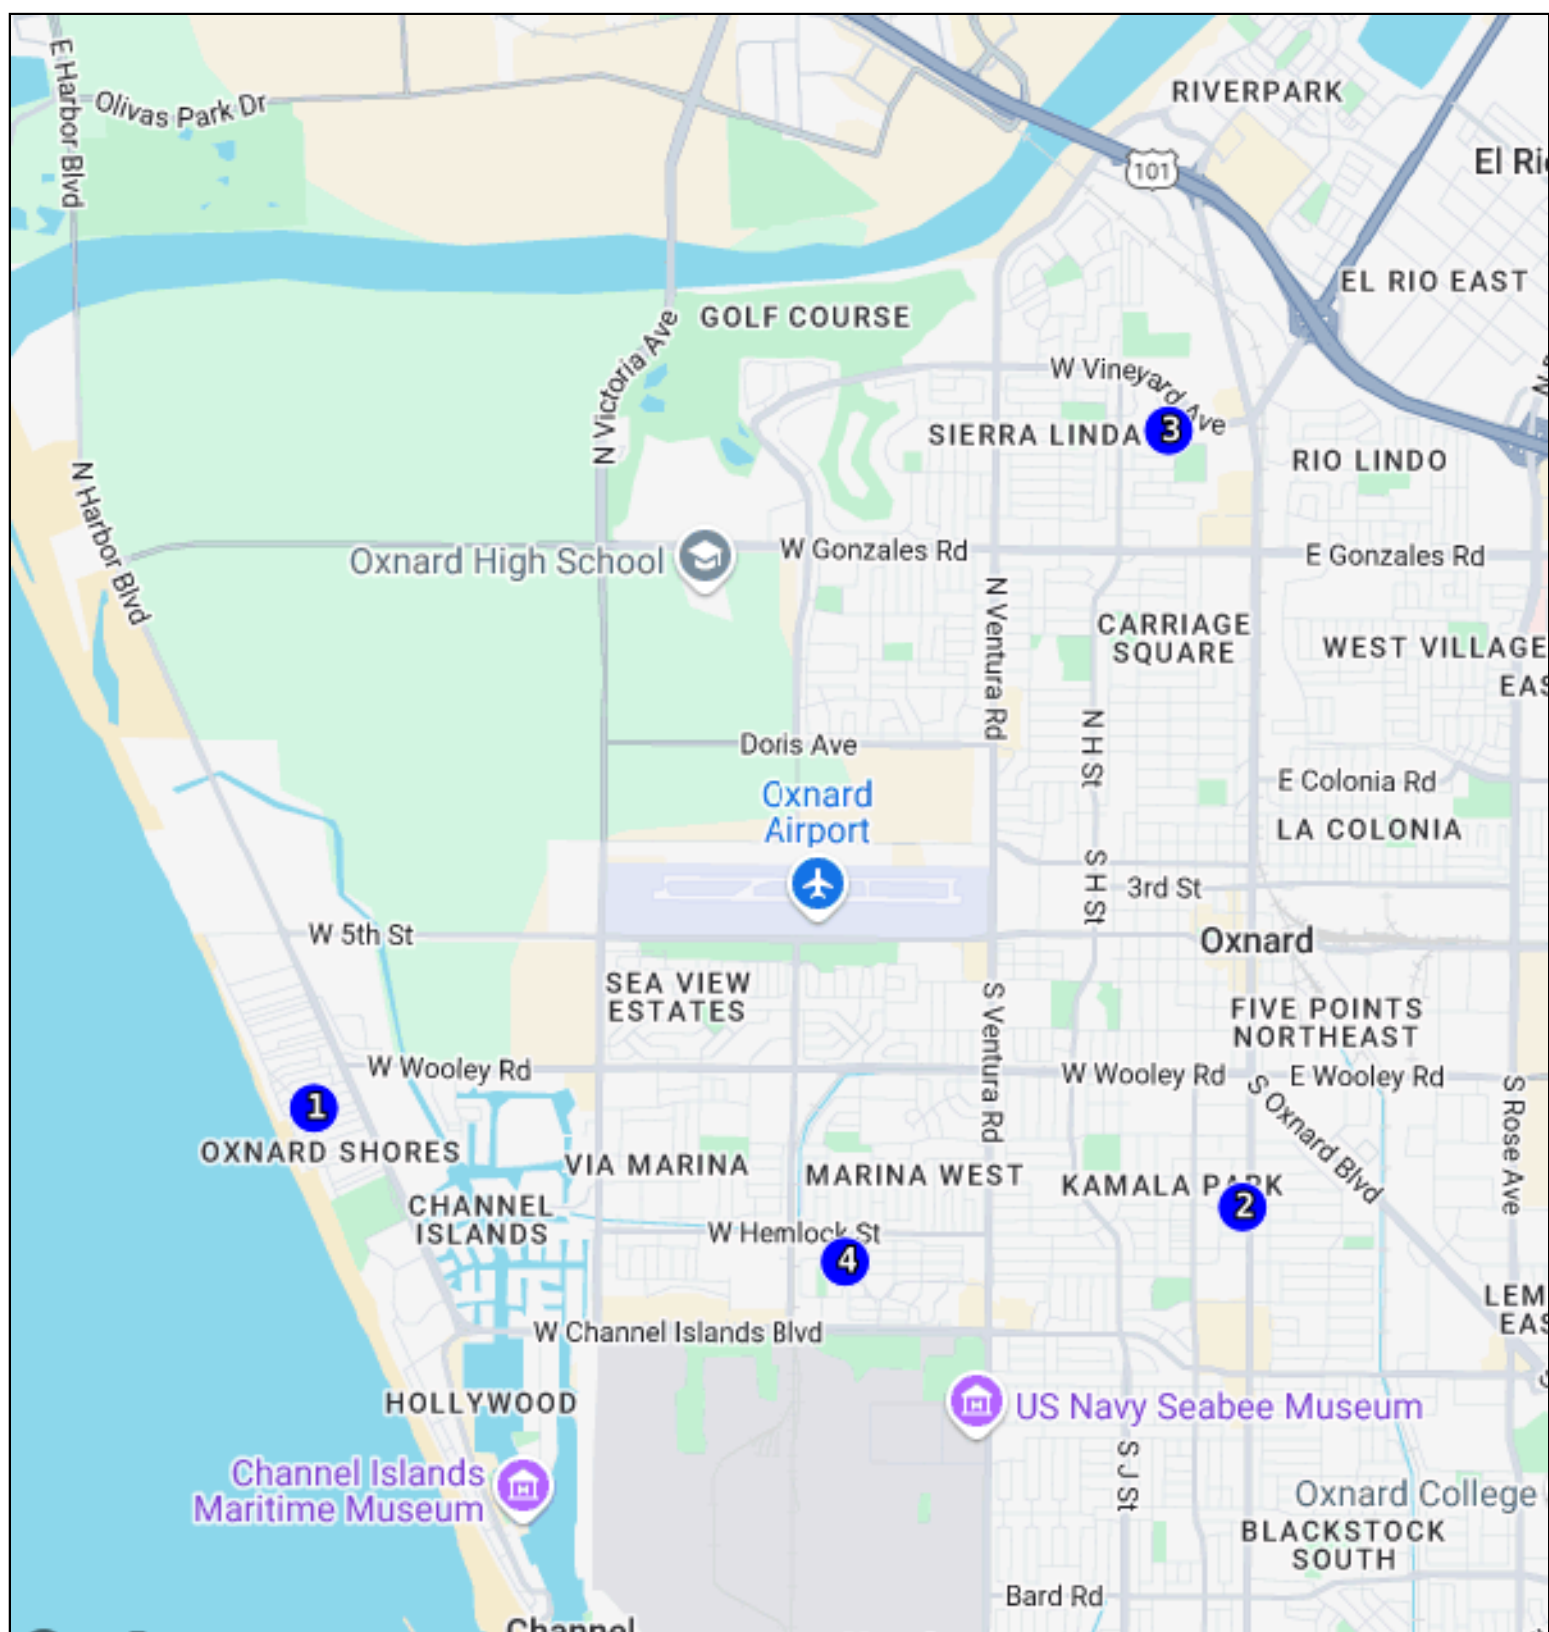 E Harbor Blvd
Olivas Park Dr
RIVERPARK
101
El Ri
EL RIO EAST
GOLF COURSE
N Victoria Ave
W Vineyard Ave
SIERRA LINDA
3
RIO LINDO
N Harbor Blvd
Oxnard High School
W Gonzales Rd
E Gonzales Rd
N Ventura Rd
CARRIAGE
SQUARE
WEST VILLAGE
EAS
N H St
Doris Ave
E Colonia Rd
Oxnard
Airport
LA COLONIA
S H St
3rd St
W 5th St
Oxnard
SEA VIEW
ESTATES
S Ventura Rd
FIVE POINTS
NORTHEAST
W Wooley Rd
W Wooley Rd
E Wooley Rd
S Oxnard Blvd
S Rose Ave
1
OXNARD SHORES
VIA MARINA
MARINA WEST
KAMALA PARK
2
CHANNEL
ISLANDS
W Hemlock St
4
LEM
EAS
W Channel Islands Blvd
HOLLYWOOD
US Navy Seabee Museum
Channel Islands
Maritime Museum
S J St
Oxnard College
BLACKSTOCK
SOUTH
Bard Rd
Channel